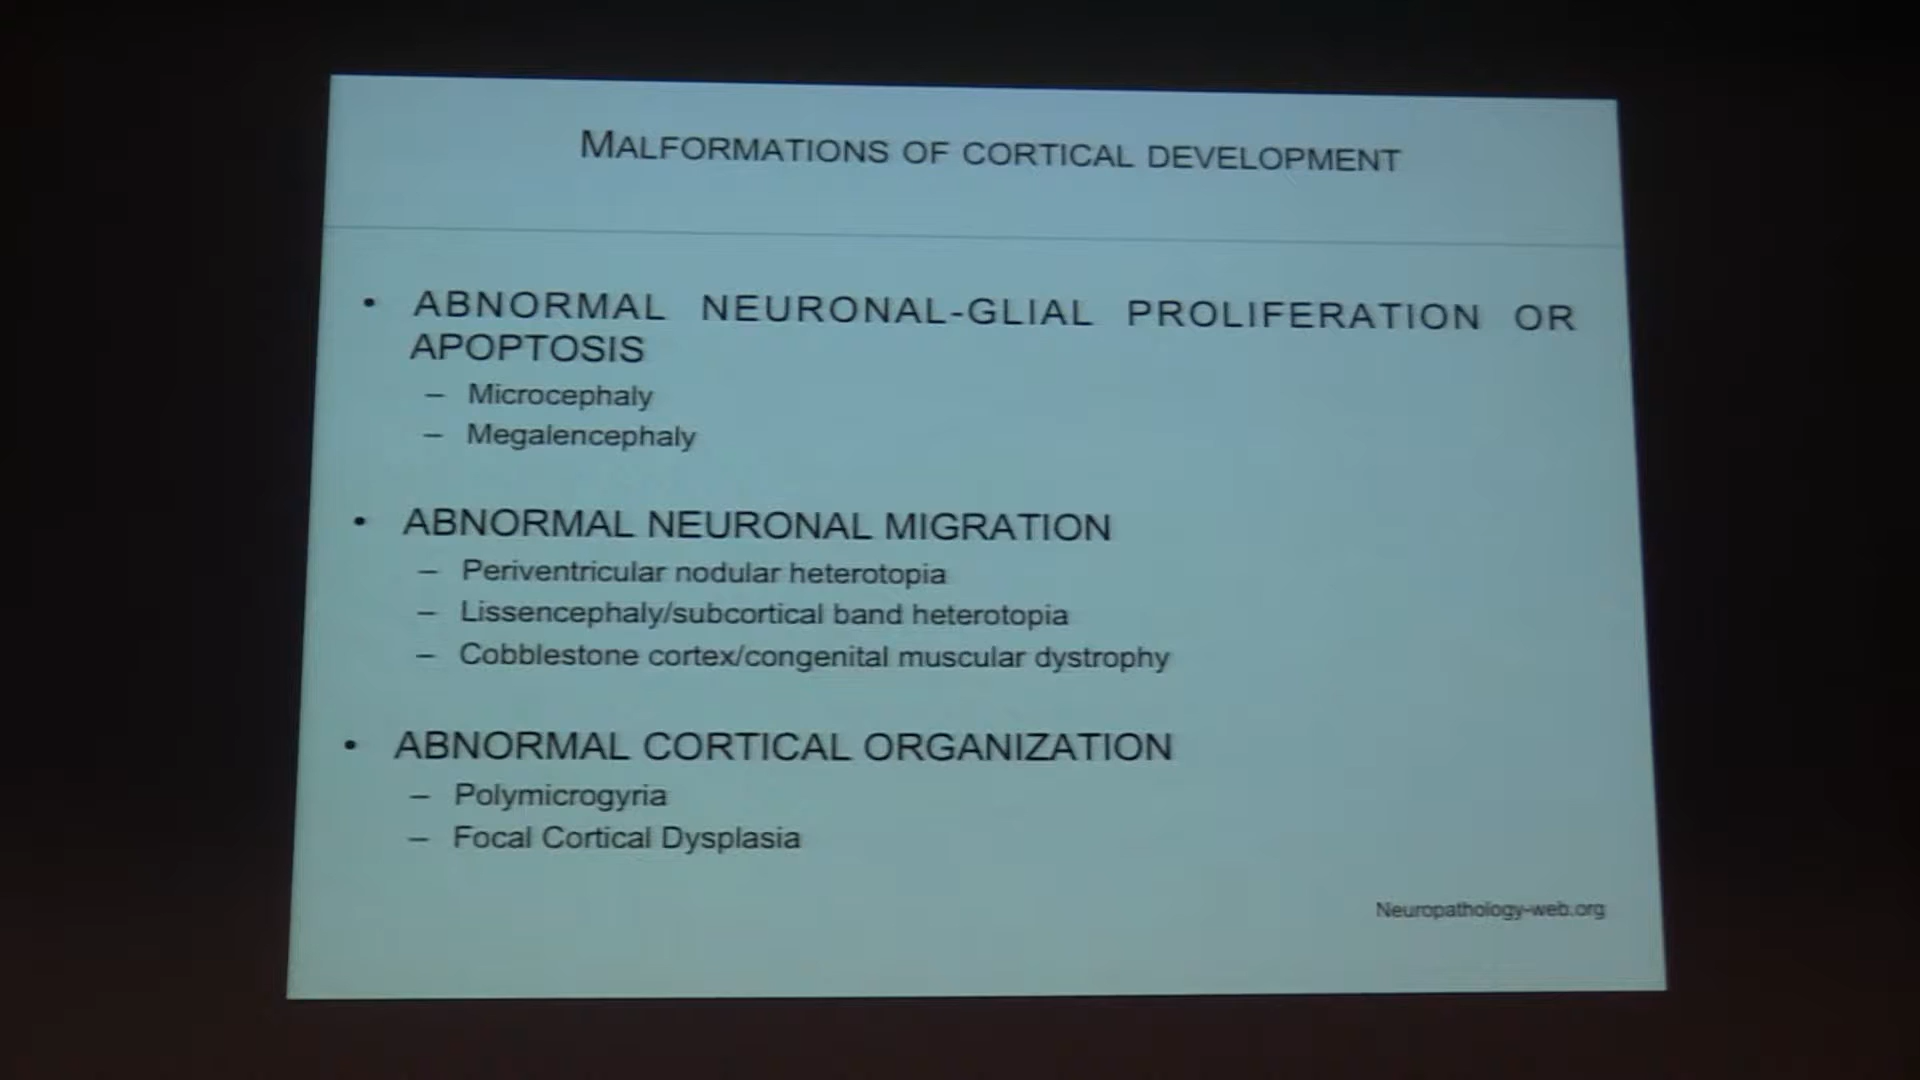 MALFORMATIONS OF CORTICAL DEVELOPMENT
• ABNORMAL NEURONAL-GLIAL PROLIFERATION OR
APOPTOSIS
– Microcephaly
– Megalencephaly
• ABNORMAL NEURONAL MIGRATION
– Periventricular nodular heterotopia
– Lissencephaly/subcortical band heterotopia
– Cobblestone cortex/congenital muscular dystrophy
• ABNORMAL CORTICAL ORGANIZATION
– Polymicrogyria
– Focal Cortical Dysplasia
Neuropathology-web.org